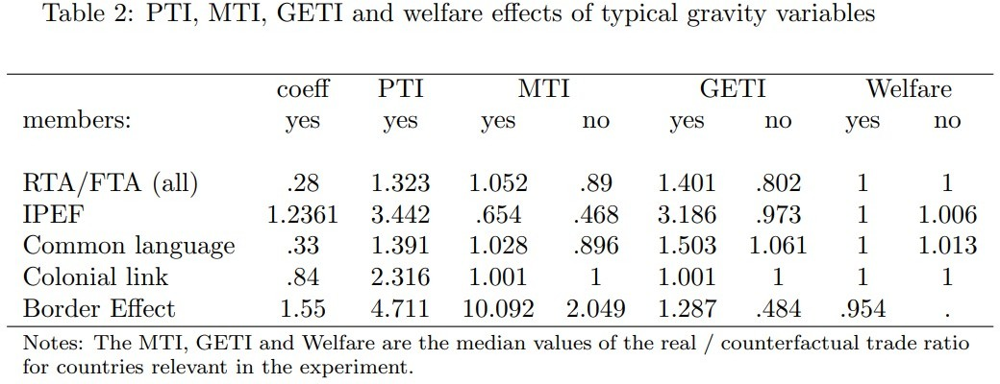 Table 2: PTI, MTI, GETI and welfare effects of typical gravity variables
coeff PTI MTI GETI Welfare
members: yes yes yes no yes no yes no
RTA/FTA (all) .28 1.323 1.052 .89 1.401 .802 1 1
IPEF 1.2361 3.442 .654 .468 3.186 .973 1 1.006
Common language .33 1.391 1.028 .896 1.503 1.061 1 1.013
Colonial link .84 2.316 1.001 1 1.001 1 1 1
Border Effect 1.55 4.711 10.092 2.049 1.287 .484 .954 .
Notes: The MTI, GETI and Welfare are the median values of the real / counterfactual trade ratio
for countries relevant in the experiment.